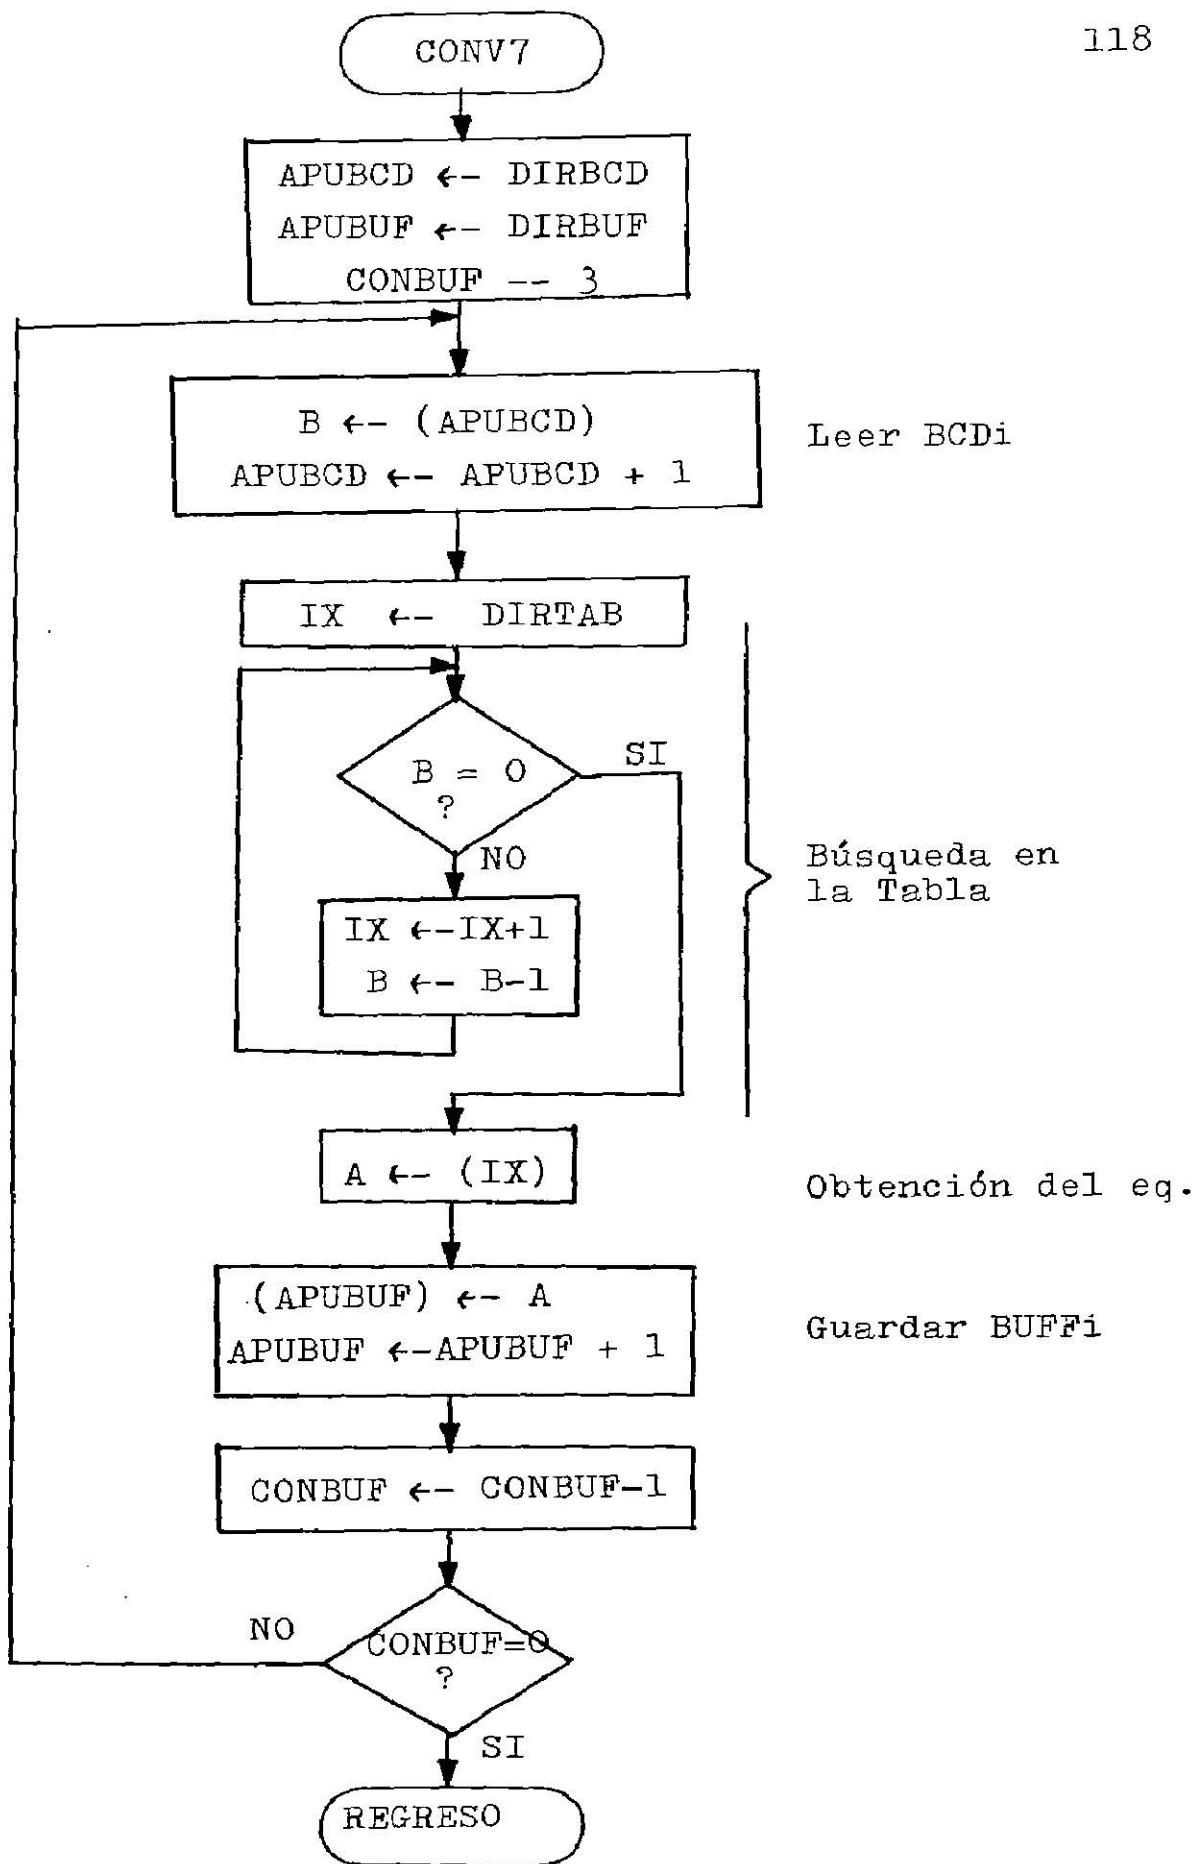 118
CONV7
APUBCD ←- DIRBCD
APUBUF ←- DIRBUF
CONBUF -- 3
B ←- (APUBCD)
APUBCD ←- APUBCD + 1
Leer BCDi
IX ←- DIRTAB
B = 0
?
SI
NO
IX ←-IX+1
B ←- B-1
Búsqueda en
la Tabla
A ←- (IX)
Obtención del eq.
(APUBUF) ←- A
APUBUF ←-APUBUF + 1
Guardar BUFFi
CONBUF ←- CONBUF-1
CONBUF=0
?
NO
SI
REGRESO